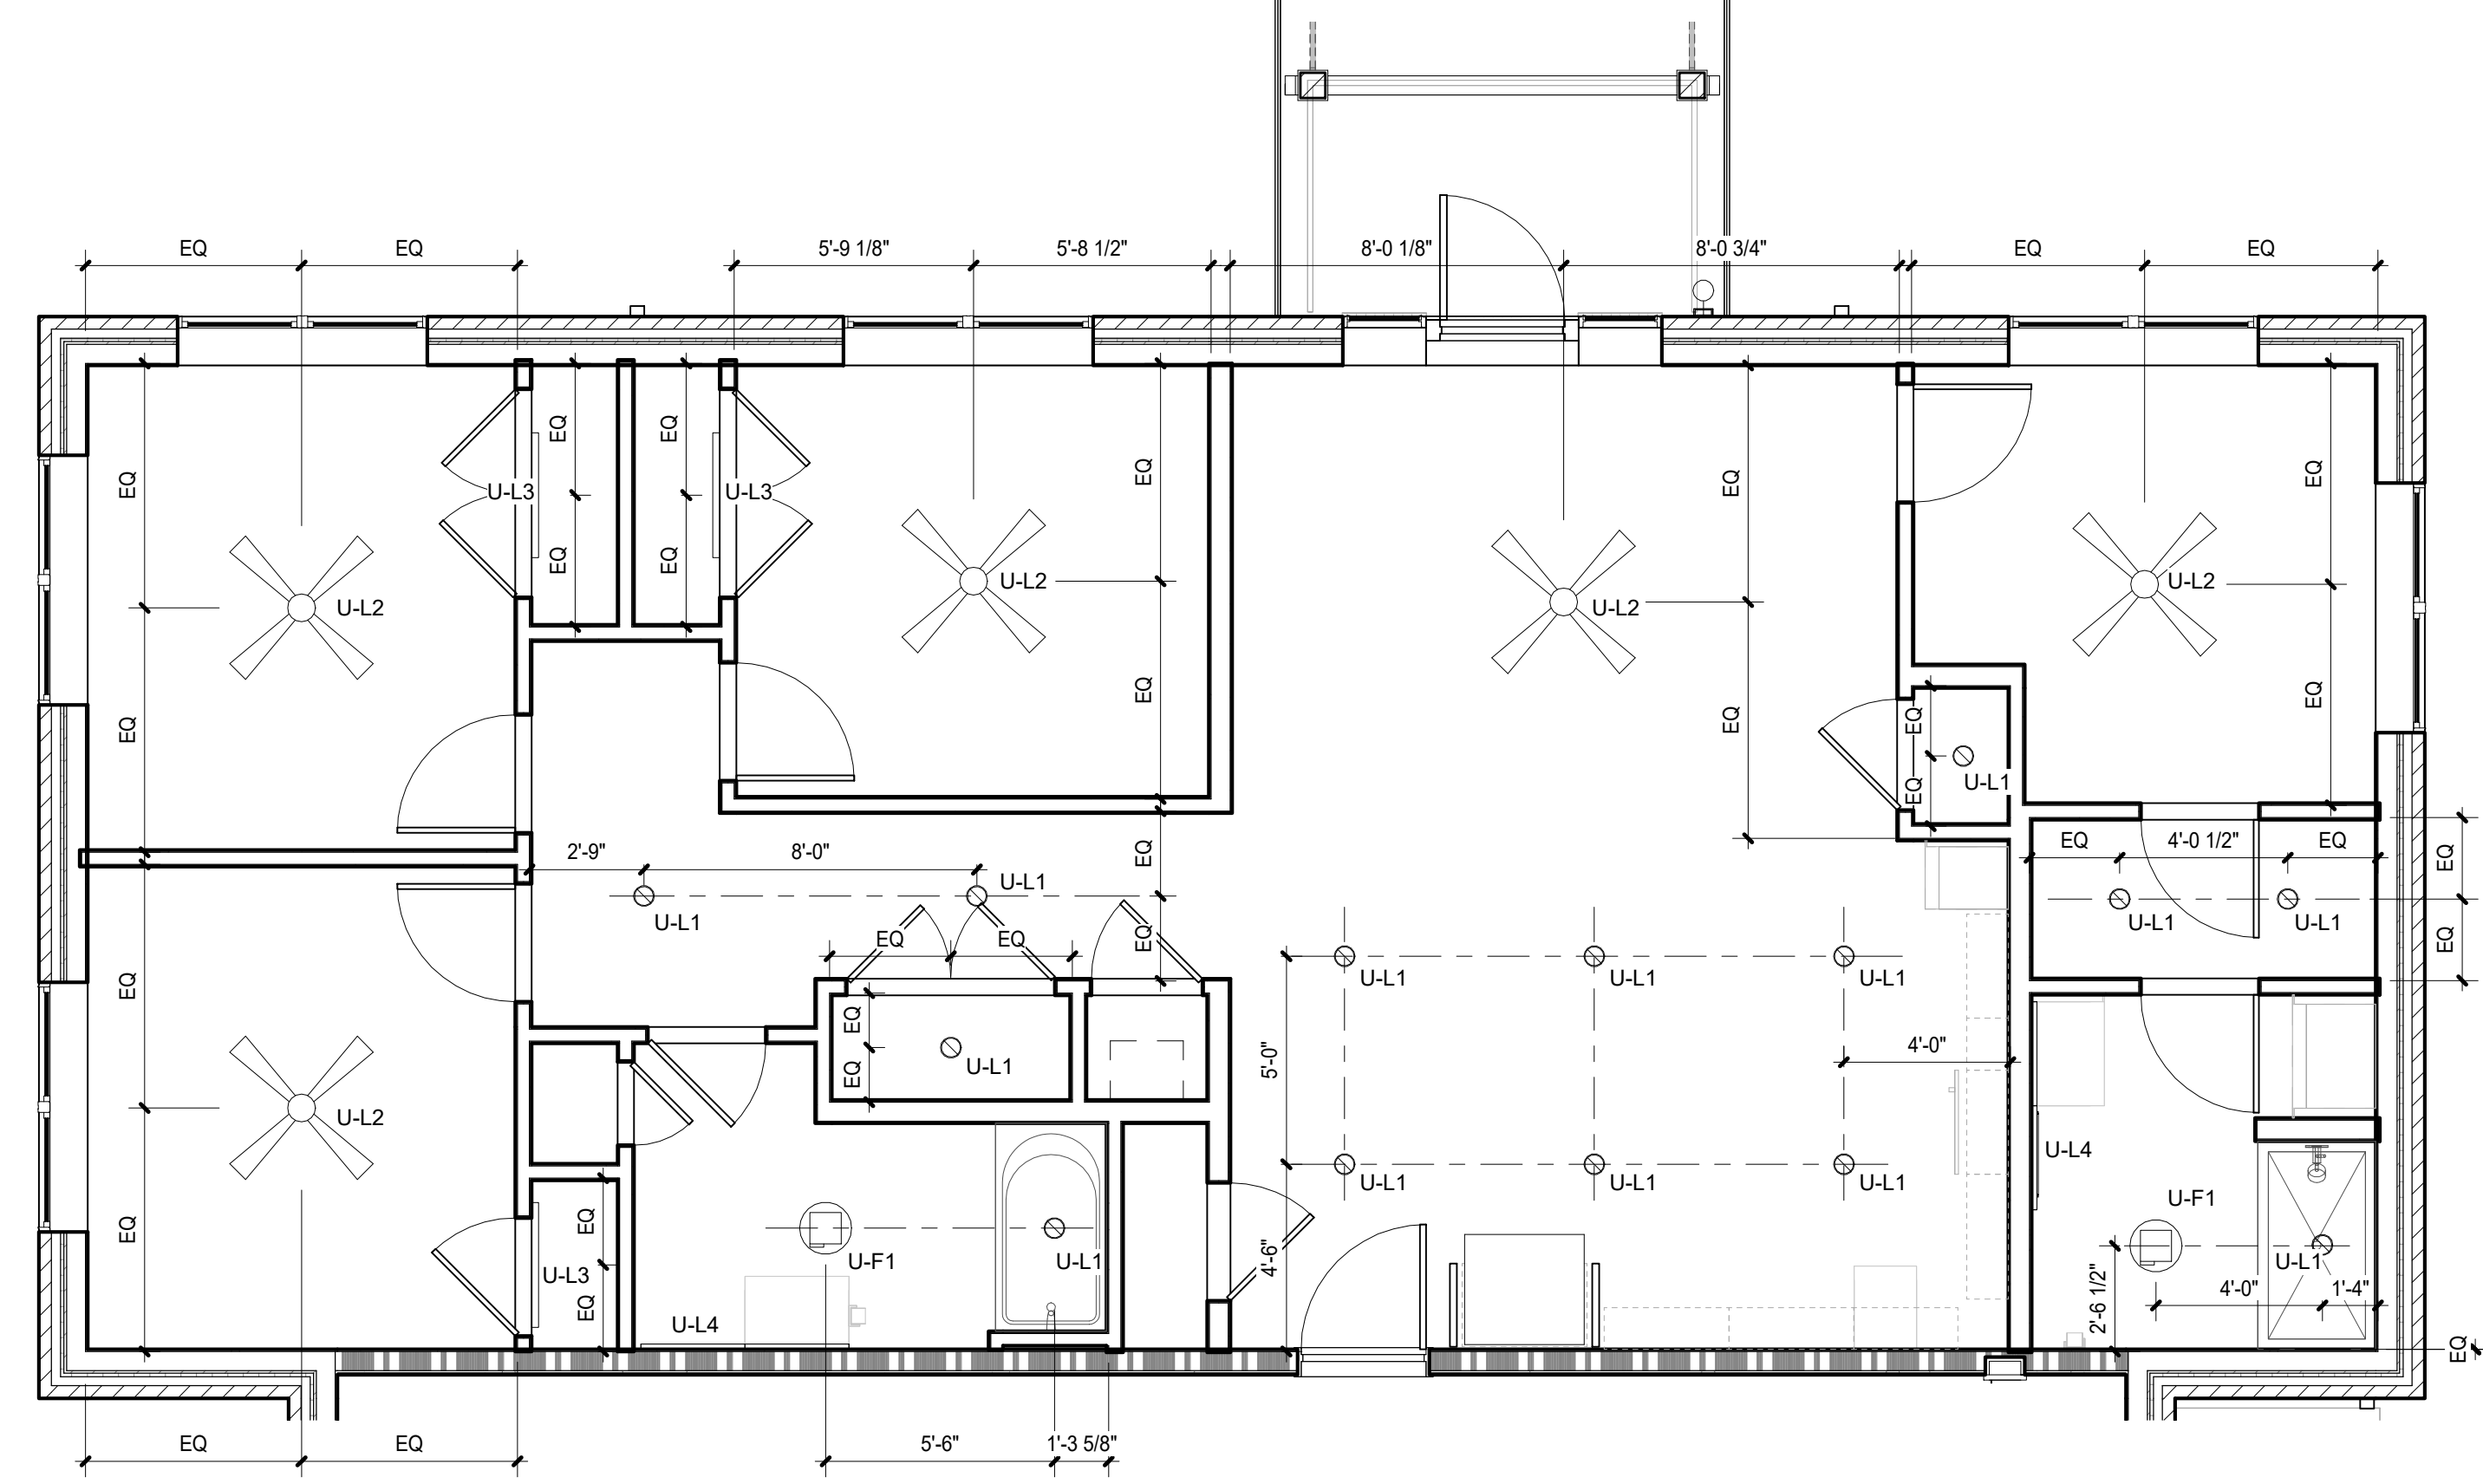 EQ
EQ
5'-9 1/8"
5'-8 1/2"
8'-0 1/8"
8'-0 3/4"
EQ
EQ
EQ
EQ
EQ
EQ
EQ
EQ
U-L3
U-L3
EQ
EQ
U-L2
U-L2
U-L2
U-L2
EQ
EQ
EQ
EQ
EQ
EQ
U-L1
EQ
2'-9"
8'-0"
EQ
EQ
4'-0 1/2"
EQ
EQ
U-L1
U-L1
U-L1
U-L1
EQ
EQ
EQ
EQ
EQ
U-L1
U-L1
U-L1
EQ
EQ
EQ
U-L1
5'-0"
4'-0"
U-L2
U-L4
U-L1
U-L1
U-L1
U-F1
EQ
EQ
EQ
U-L3
U-F1
U-L1
4'-6"
U-L1
2'-6 1/2"
4'-0"
1'-4"
U-L4
EQ
EQ
EQ
5'-6"
1'-3 5/8"